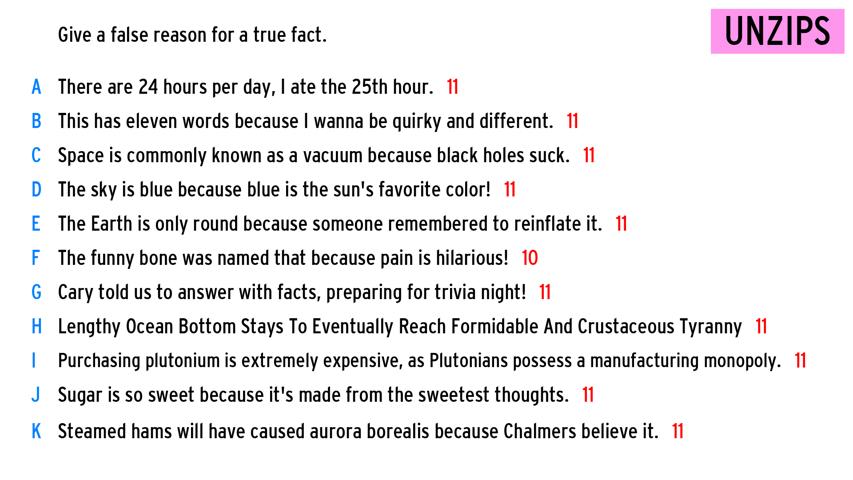 Give a false reason for a true fact.
UNZIPS
A There are 24 hours per day, I ate the 25th hour. 11
B This has eleven words because I wanna be quirky and different. 11
C Space is commonly known as a vacuum because black holes suck. 11
D The sky is blue because blue is the sun's favorite color! 11
E The Earth is only round because someone remembered to reinflate it. 11
F The funny bone was named that because pain is hilarious! 10
G Cary told us to answer with facts, preparing for trivia night! 11
H Lengthy Ocean Bottom Stays To Eventually Reach Formidable And Crustaceous Tyranny 11
I Purchasing plutonium is extremely expensive, as Plutonians possess a manufacturing monopoly. 11
J Sugar is so sweet because it's made from the sweetest thoughts. 11
K Steamed hams will have caused aurora borealis because Chalmers believe it. 11